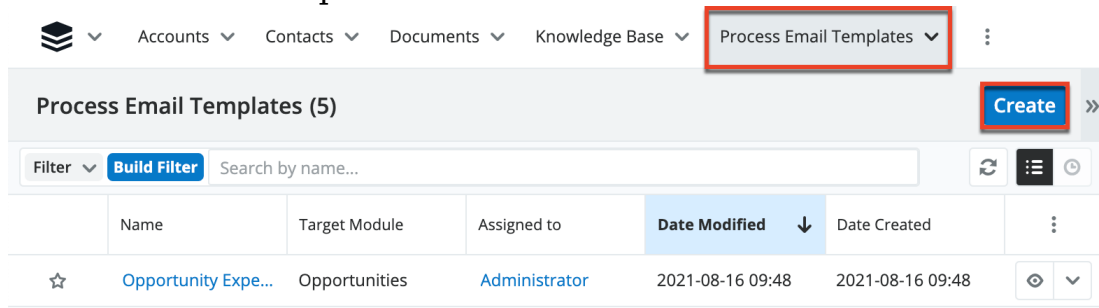 Accounts Contacts Documents Knowledge Base Process Email Templates
Process Email Templates (5) Create
Filter Build Filter Search by name...
Name Target Module Assigned to Date Modified Date Created
Opportunity Expe... Opportunities Administrator 2021-08-16 09:48 2021-08-16 09:48